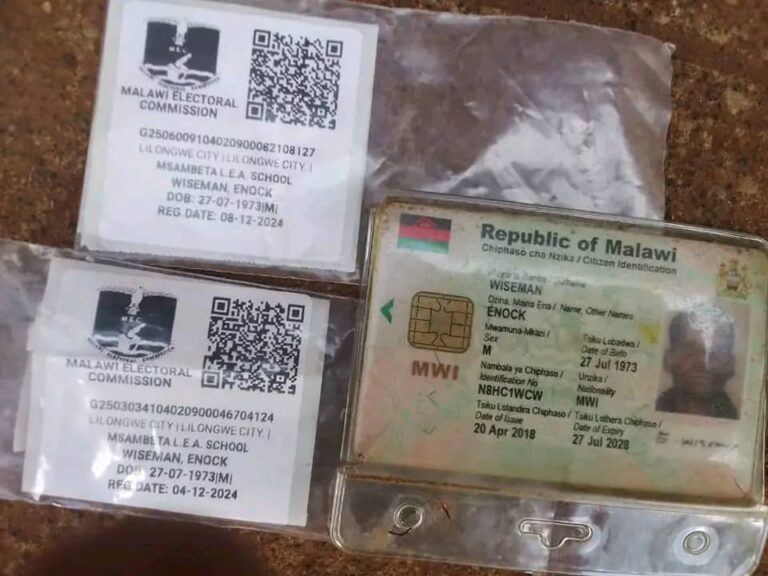 MALAWI ELECTORAL
COMMISSION
G2506009104020900082108127
LILONGWE CITY | LILONGWE CITY. |
MSAMBETA L.E.A. SCHOOL
WISEMAN, ENOCK
DOB: 27-07-1973|M|
REG.DATE: 08-12-2024
MALAWI ELECTORAL
COMMISSION
G2503034104020900046704124
LILONGWE CITY | LILONGWE CITY. |
MSAMBETA L.E.A. SCHOOL
WISEMAN, ENOCK
DOB: 27-07-1973|M|
REG.DATE: 04-12-2024
Republic of Malawi
Chiphaso cha Nzika / Citizen Identification
WISEMAN
Dzina, Maina Ena / Name, Other Names
ENOCK
Mwamuna-Mkazi /
Sex
M
Tsiku Lobadwa /
Date of Birth
27 Jul 1973
MWI
Nambala ya Chiphaso /
Identification No
N8HC1WCW
Unzika /
Nationality
MWI
Tsiku Lolandira Chiphaso /
Date of Issue
20 Apr 2018
Tsiku Lothera Chiphaso /
Date of Expiry
27 Jul 2028